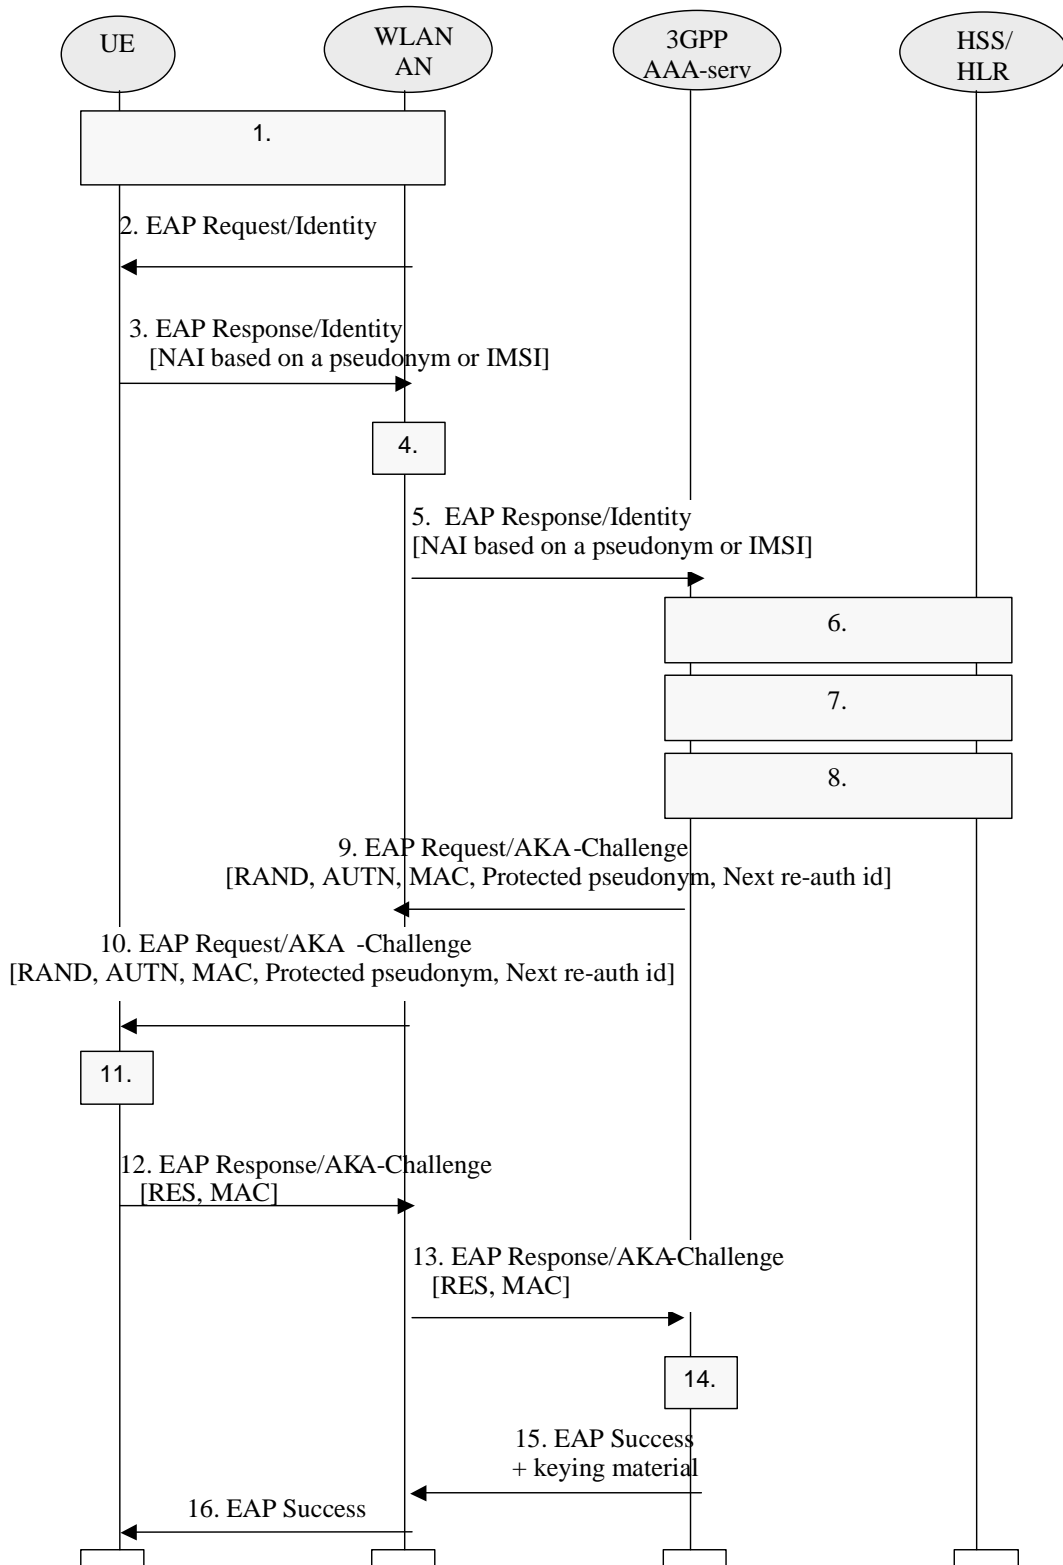 UE
WLAN
AN
3GPP
AAA-serv
HSS/
HLR
1.
2. EAP Request/Identity
3. EAP Response/Identity
[NAI based on a pseudonym or IMSI]
4.
5. EAP Response/Identity
[NAI based on a pseudonym or IMSI]
6.
7.
8.
9. EAP Request/AKA-Challenge
[RAND, AUTN, MAC, Protected pseudonym, Next re-auth id]
10. EAP Request/AKA -Challenge
[RAND, AUTN, MAC, Protected pseudonym, Next re-auth id]
11.
12. EAP Response/AKA-Challenge
[RES, MAC]
13. EAP Response/AKA-Challenge
[RES, MAC]
14.
15. EAP Success
+ keying material
16. EAP Success